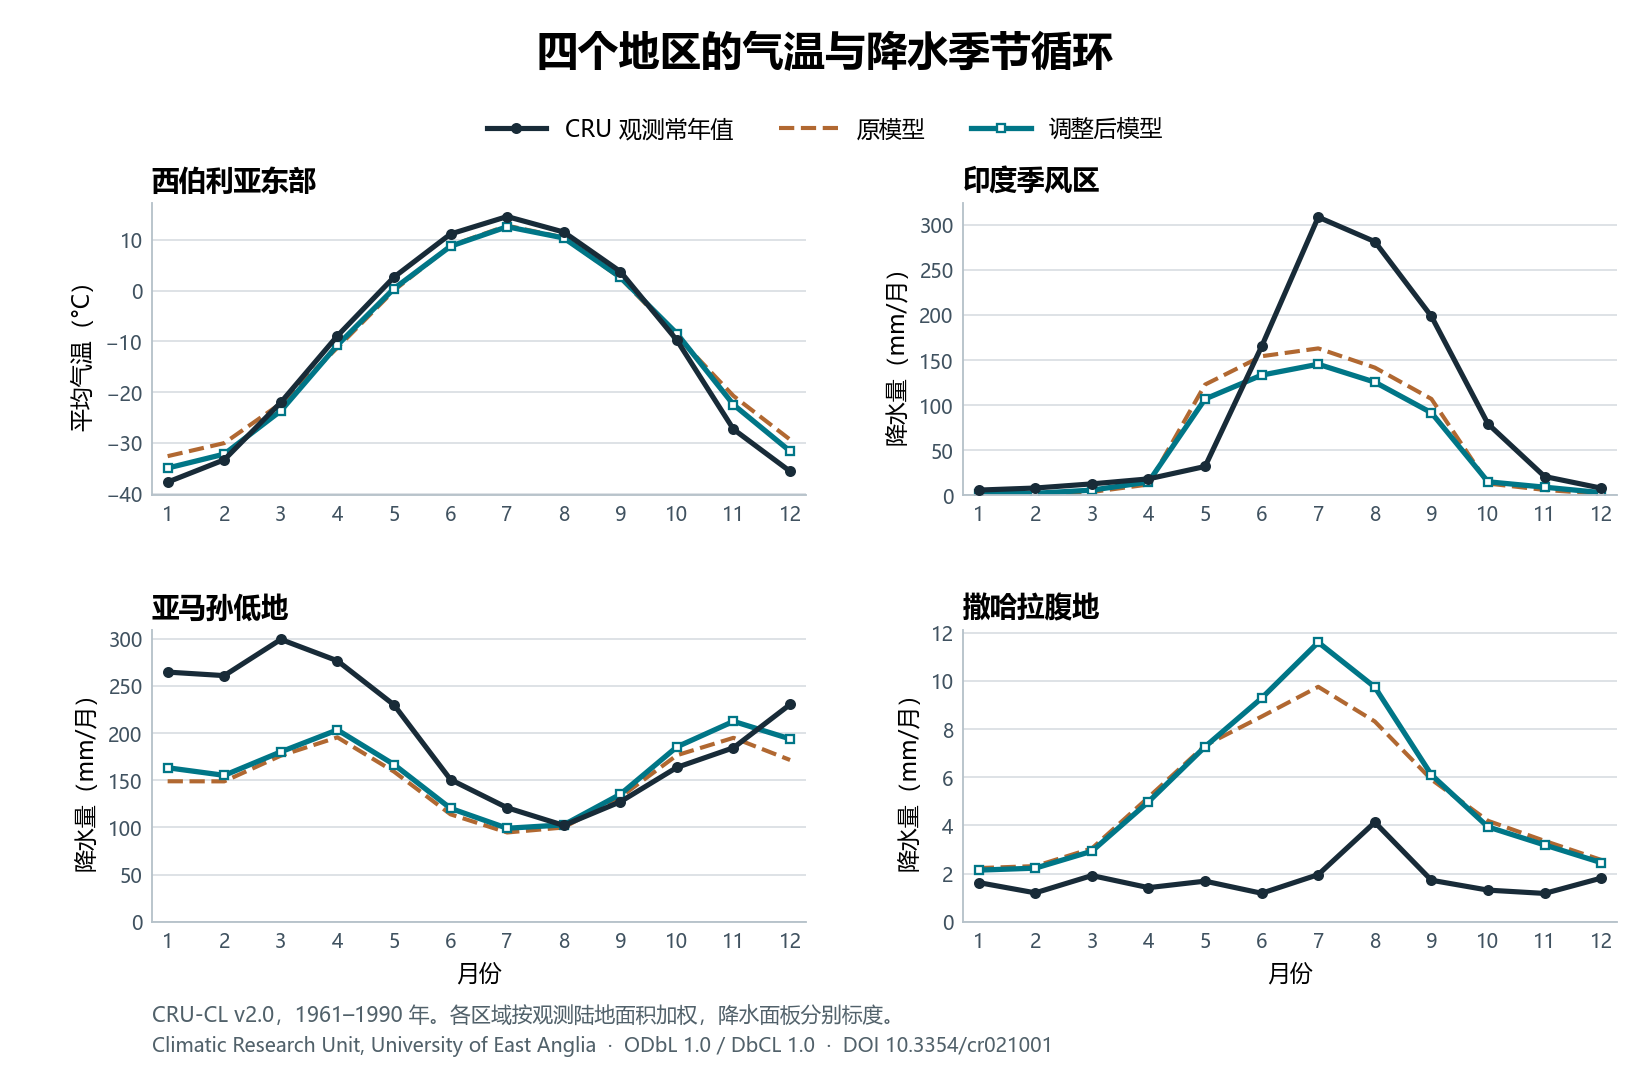 四个地区的气温与降水季节循环
CRU 观测常年值 原模型 调整后模型
西伯利亚东部
平均气温（°C）
10
0
−10
−20
−30
−40
1 2 3 4 5 6 7 8 9 10 11 12
印度季风区
降水量（mm/月）
300
250
200
150
100
50
0
1 2 3 4 5 6 7 8 9 10 11 12
亚马孙低地
降水量（mm/月）
300
250
200
150
100
50
0
1 2 3 4 5 6 7 8 9 10 11 12
月份
撒哈拉腹地
降水量（mm/月）
12
10
8
6
4
2
0
1 2 3 4 5 6 7 8 9 10 11 12
月份
CRU-CL v2.0，1961–1990 年。各区域按观测陆地面积加权，降水面板分别标度。
Climatic Research Unit, University of East Anglia · ODbL 1.0 / DbCL 1.0 · DOI 10.3354/cr021001